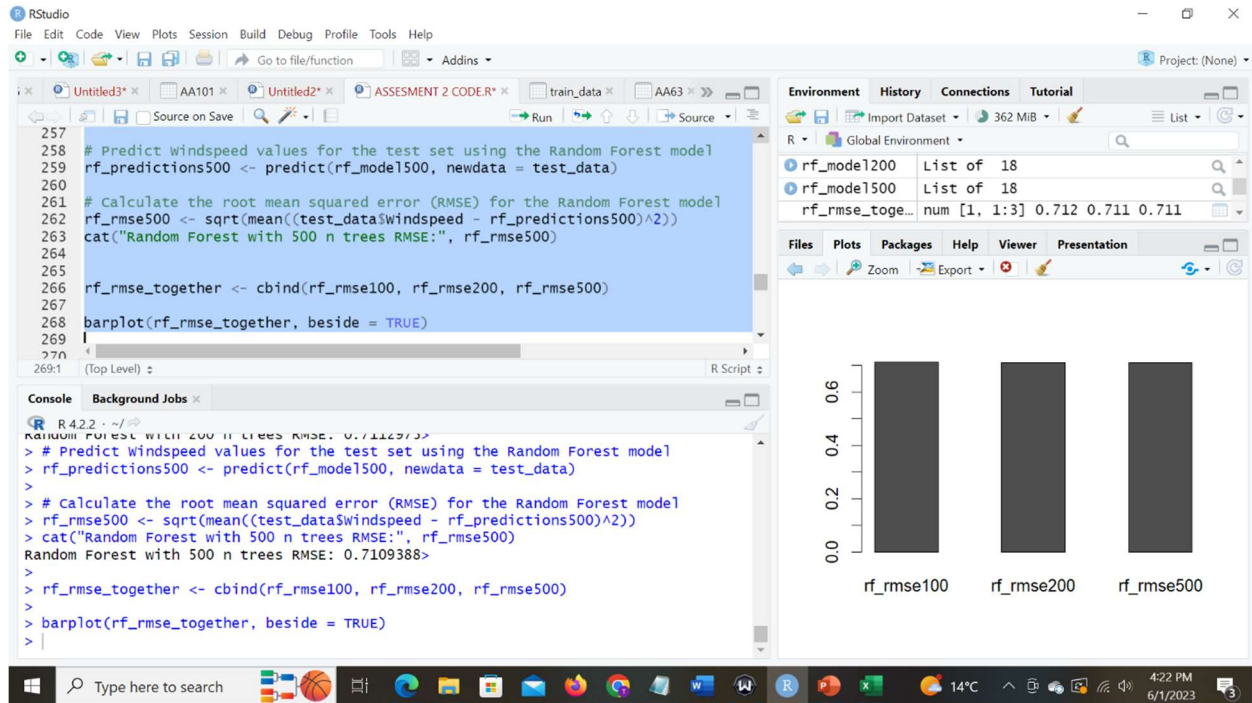 RStudio
File Edit Code View Plots Session Build Debug Profile Tools Help
Go to file/function Addins Project: (None)
Untitled3* AA101 Untitled2* ASSESMENT 2 CODE.R* train_data AA63
Source on Save Run Source
257
258 # Predict Windspeed values for the test set using the Random Forest model
259 rf_predictions500 <- predict(rf_model500, newdata = test_data)
260
261 # Calculate the root mean squared error (RMSE) for the Random Forest model
262 rf_rmse500 <- sqrt(mean((test_data$Windspeed - rf_predictions500)^2))
263 cat("Random Forest with 500 n trees RMSE:", rf_rmse500)
264
265
266 rf_rmse_together <- cbind(rf_rmse100, rf_rmse200, rf_rmse500)
267
268 barplot(rf_rmse_together, beside = TRUE)
269
270
269:1 (Top Level) R Script
Console Background Jobs
R 4.2.2 · ~/
Random Forest with 200 n trees RMSE: 0.7112975>
> # Predict Windspeed values for the test set using the Random Forest model
> rf_predictions500 <- predict(rf_model500, newdata = test_data)
>
> # Calculate the root mean squared error (RMSE) for the Random Forest model
> rf_rmse500 <- sqrt(mean((test_data$Windspeed - rf_predictions500)^2))
> cat("Random Forest with 500 n trees RMSE:", rf_rmse500)
Random Forest with 500 n trees RMSE: 0.7109388>
>
> rf_rmse_together <- cbind(rf_rmse100, rf_rmse200, rf_rmse500)
>
> barplot(rf_rmse_together, beside = TRUE)
>
Environment History Connections Tutorial
Import Dataset 362 MiB List
R Global Environment
rf_model200 List of 18
rf_model500 List of 18
rf_rmse_toge… num [1, 1:3] 0.712 0.711 0.711
Files Plots Packages Help Viewer Presentation
Zoom Export
0.6
0.4
0.2
0.0
rf_rmse100 rf_rmse200 rf_rmse500
Type here to search
14°C
4:22 PM
6/1/2023
3